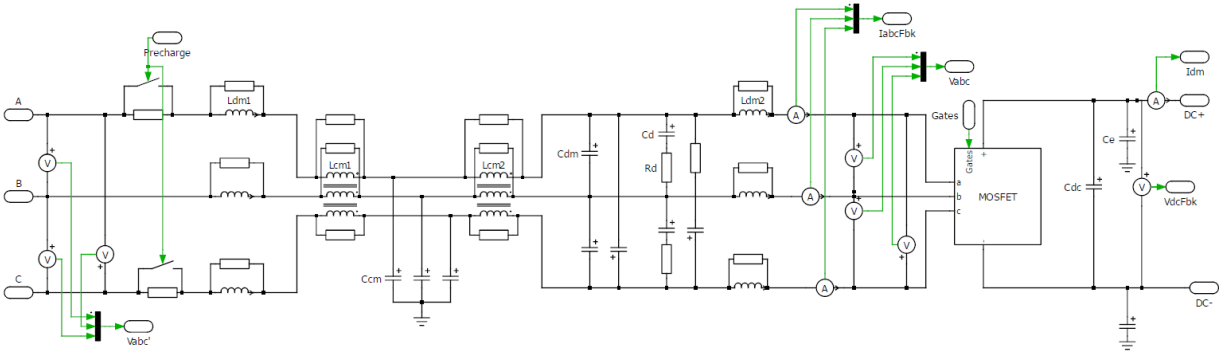 IabcFbk
Precharge
Vabc
Idm
A
Ldm1
Ldm2
A
A
DC+
Gates
Cd
Ce
Cdm
V
Lcm1
Lcm2
V
Rd
Gates
+
V
B
A
a
b
c
MOSFET
Cdc
V
VdcFbk
V
V
V
Ccm
C
A
DC-
Vabc'